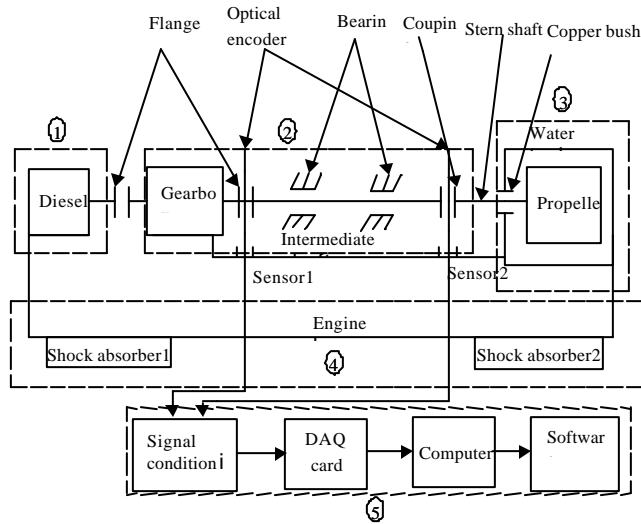 Flange
Optical
encoder
Bearin
Coupin
Stern shaft
Copper bush
1
2
3
Water
Diesel
Gearbo
Propelle
Intermediate
Sensor1
Sensor2
Engine
Shock absorber1
Shock absorber2
4
Signal
condition i
DAQ
card
Computer
Softwar
5